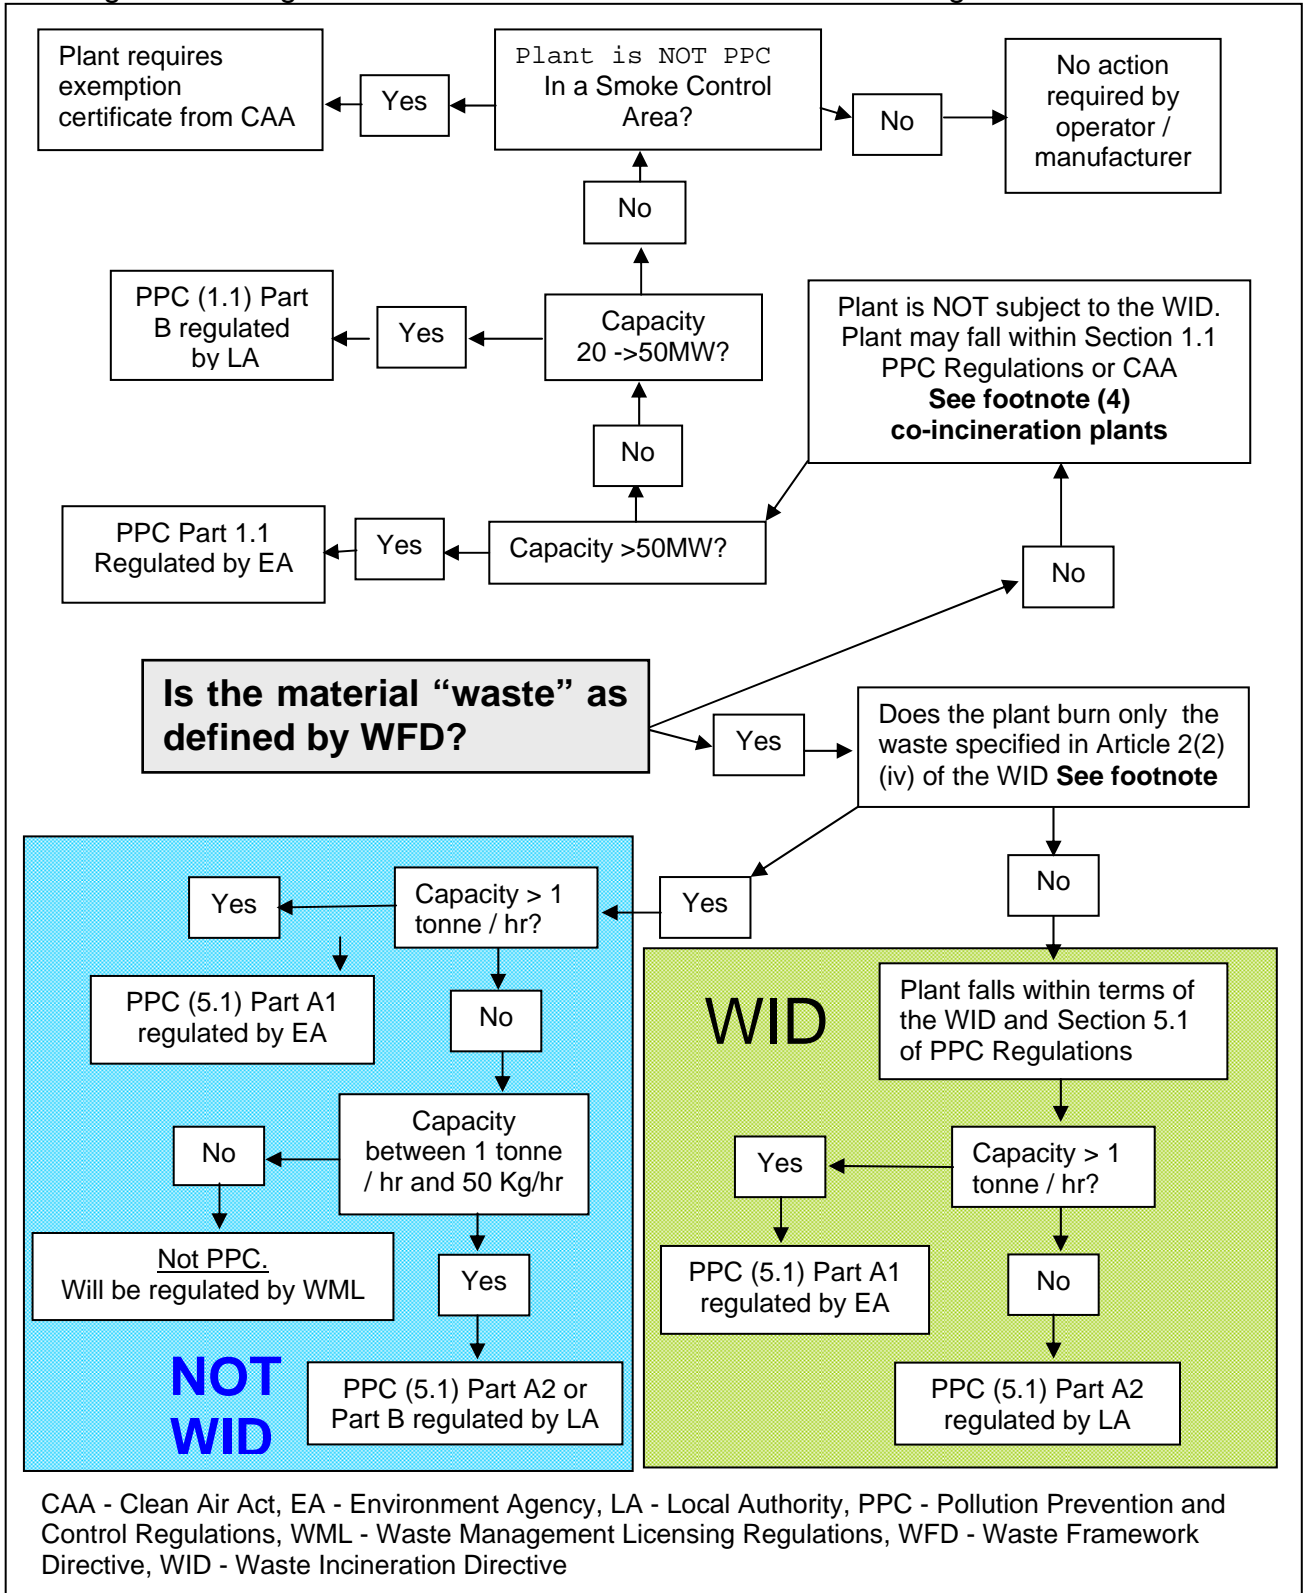 Plant requires
exemption
certificate from CAA
Yes
Plant is NOT PPC
In a Smoke Control
Area?
No
No action
required by
operator /
manufacturer
No
PPC (1.1) Part
B regulated
by LA
Yes
Capacity
20 ->50MW?
Plant is NOT subject to the WID.
Plant may fall within Section 1.1
PPC Regulations or CAA
See footnote (4)
co-incineration plants
No
PPC Part 1.1
Regulated by EA
Yes
Capacity >50MW?
No
Is the material “waste” as
defined by WFD?
Yes
Does the plant burn only the
waste specified in Article 2(2)
(iv) of the WID See footnote
Yes
Capacity > 1
tonne / hr?
Yes
No
PPC (5.1) Part A1
regulated by EA
No
WID
Plant falls within terms of
the WID and Section 5.1
of PPC Regulations
No
Capacity
between 1 tonne
/ hr and 50 Kg/hr
Yes
Capacity > 1
tonne / hr?
Not PPC.
Will be regulated by WML
Yes
PPC (5.1) Part A1
regulated by EA
No
NOT
WID
PPC (5.1) Part A2 or
Part B regulated by LA
PPC (5.1) Part A2
regulated by LA
CAA - Clean Air Act, EA - Environment Agency, LA - Local Authority, PPC - Pollution Prevention and
Control Regulations, WML - Waste Management Licensing Regulations, WFD - Waste Framework
Directive, WID - Waste Incineration Directive